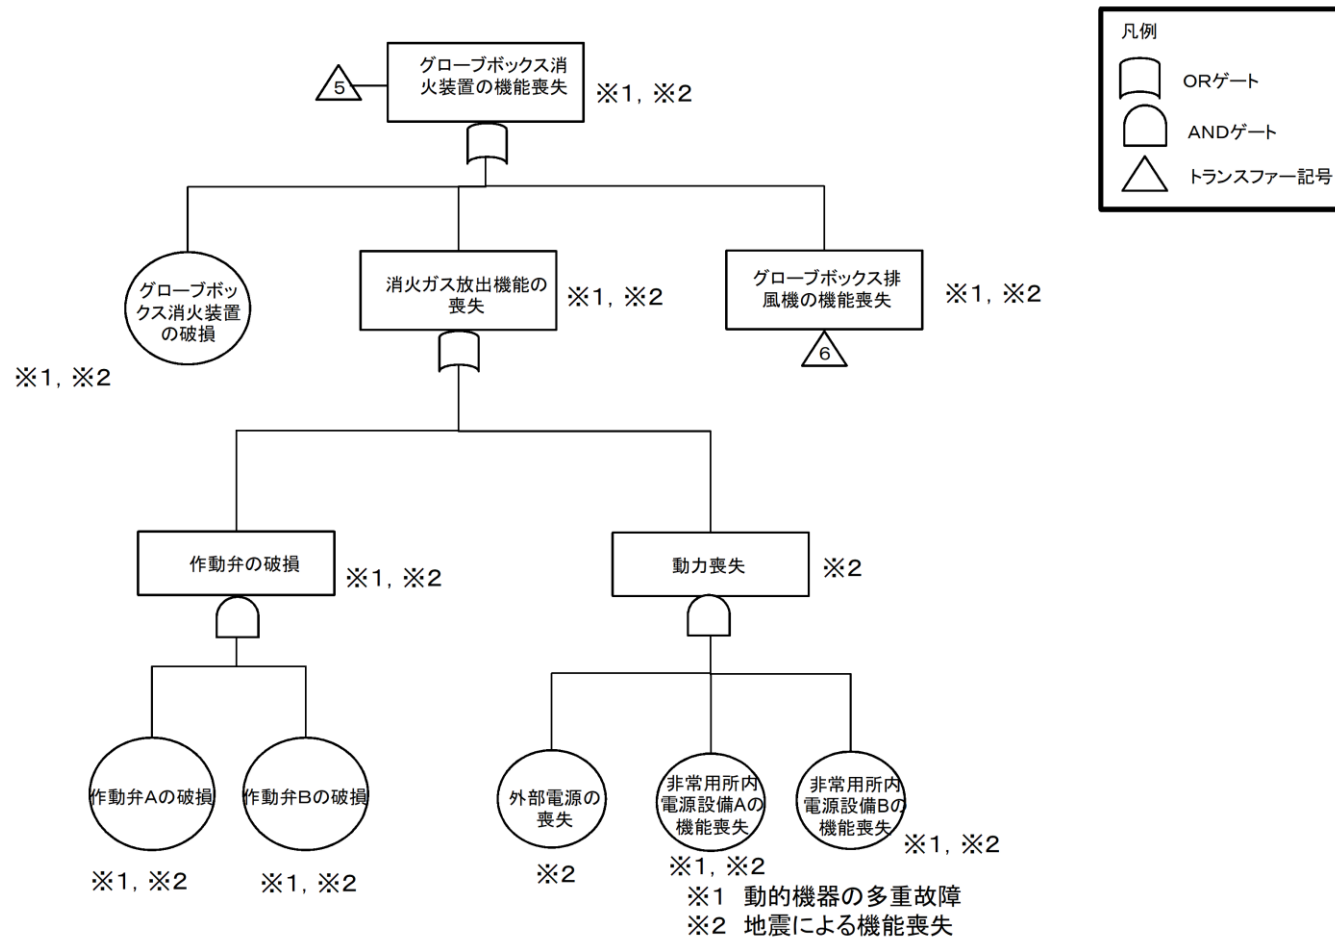 凡例
ORゲート
ANDゲート
トランスファー記号
5
グローブボックス消
火装置の機能喪失
※1, ※2
グローブボッ
クス消火装置
の破損
※1, ※2
消火ガス放出機能の
喪失
※1, ※2
グローブボックス排
風機の機能喪失
※1, ※2
6
作動弁の破損
※1, ※2
動力喪失
※2
作動弁Aの破損
※1, ※2
作動弁Bの破損
※1, ※2
外部電源の
喪失
※2
非常用所内
電源設備Aの
機能喪失
※1, ※2
非常用所内
電源設備Bの
機能喪失
※1, ※2
※1 動的機器の多重故障
※2 地震による機能喪失